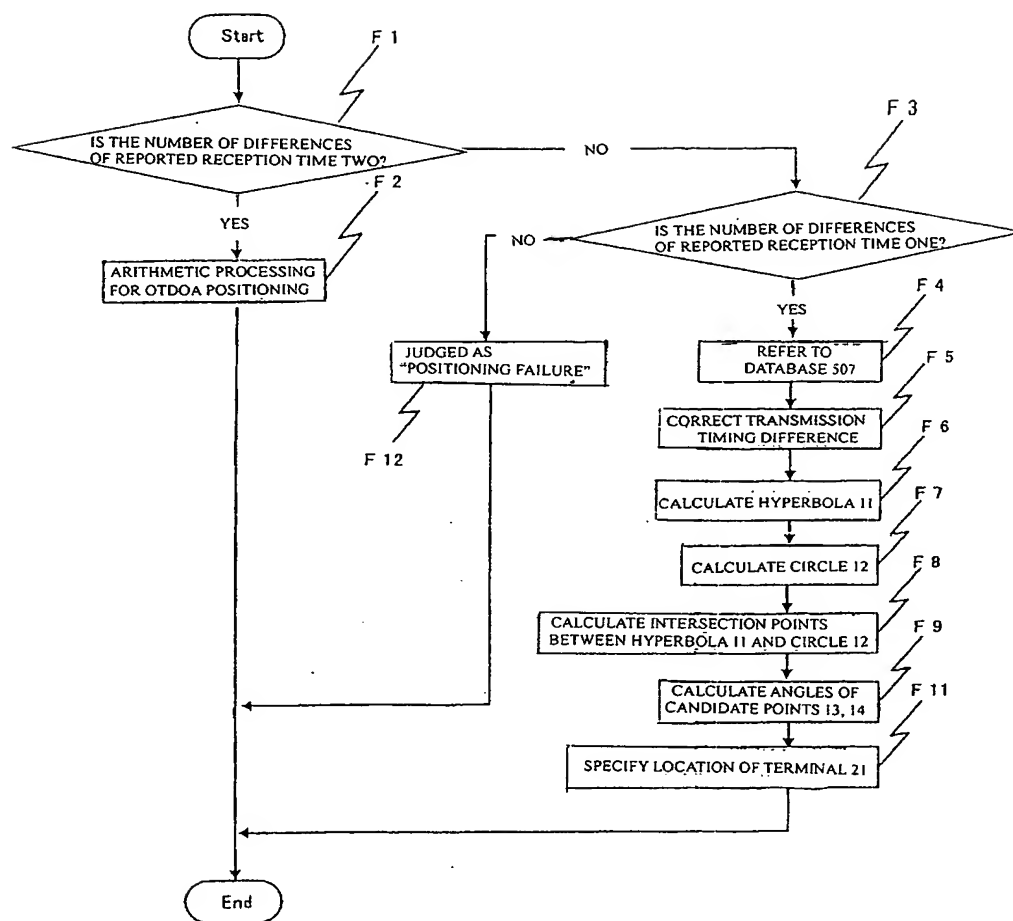 Start
F 1
IS THE NUMBER OF DIFFERENCES
OF REPORTED RECEPTION TIME TWO?
NO
F 3
YES
F 2
ARITHMETIC PROCESSING
FOR OTDOA POSITIONING
IS THE NUMBER OF DIFFERENCES
OF REPORTED RECEPTION TIME ONE?
NO
YES
F 4
JUDGED AS
"POSITIONING FAILURE"
F 12
REFER TO
DATABASE 507
F 5
CORRECT TRANSMISSION
TIMING DIFFERENCE
F 6
CALCULATE HYPERBOLA 11
F 7
CALCULATE CIRCLE 12
F 8
CALCULATE INTERSECTION POINTS
BETWEEN HYPERBOLA 11 AND CIRCLE 12
F 9
CALCULATE ANGLES OF
CANDIDATE POINTS 13, 14
F 11
SPECIFY LOCATION OF TERMINAL 21
End